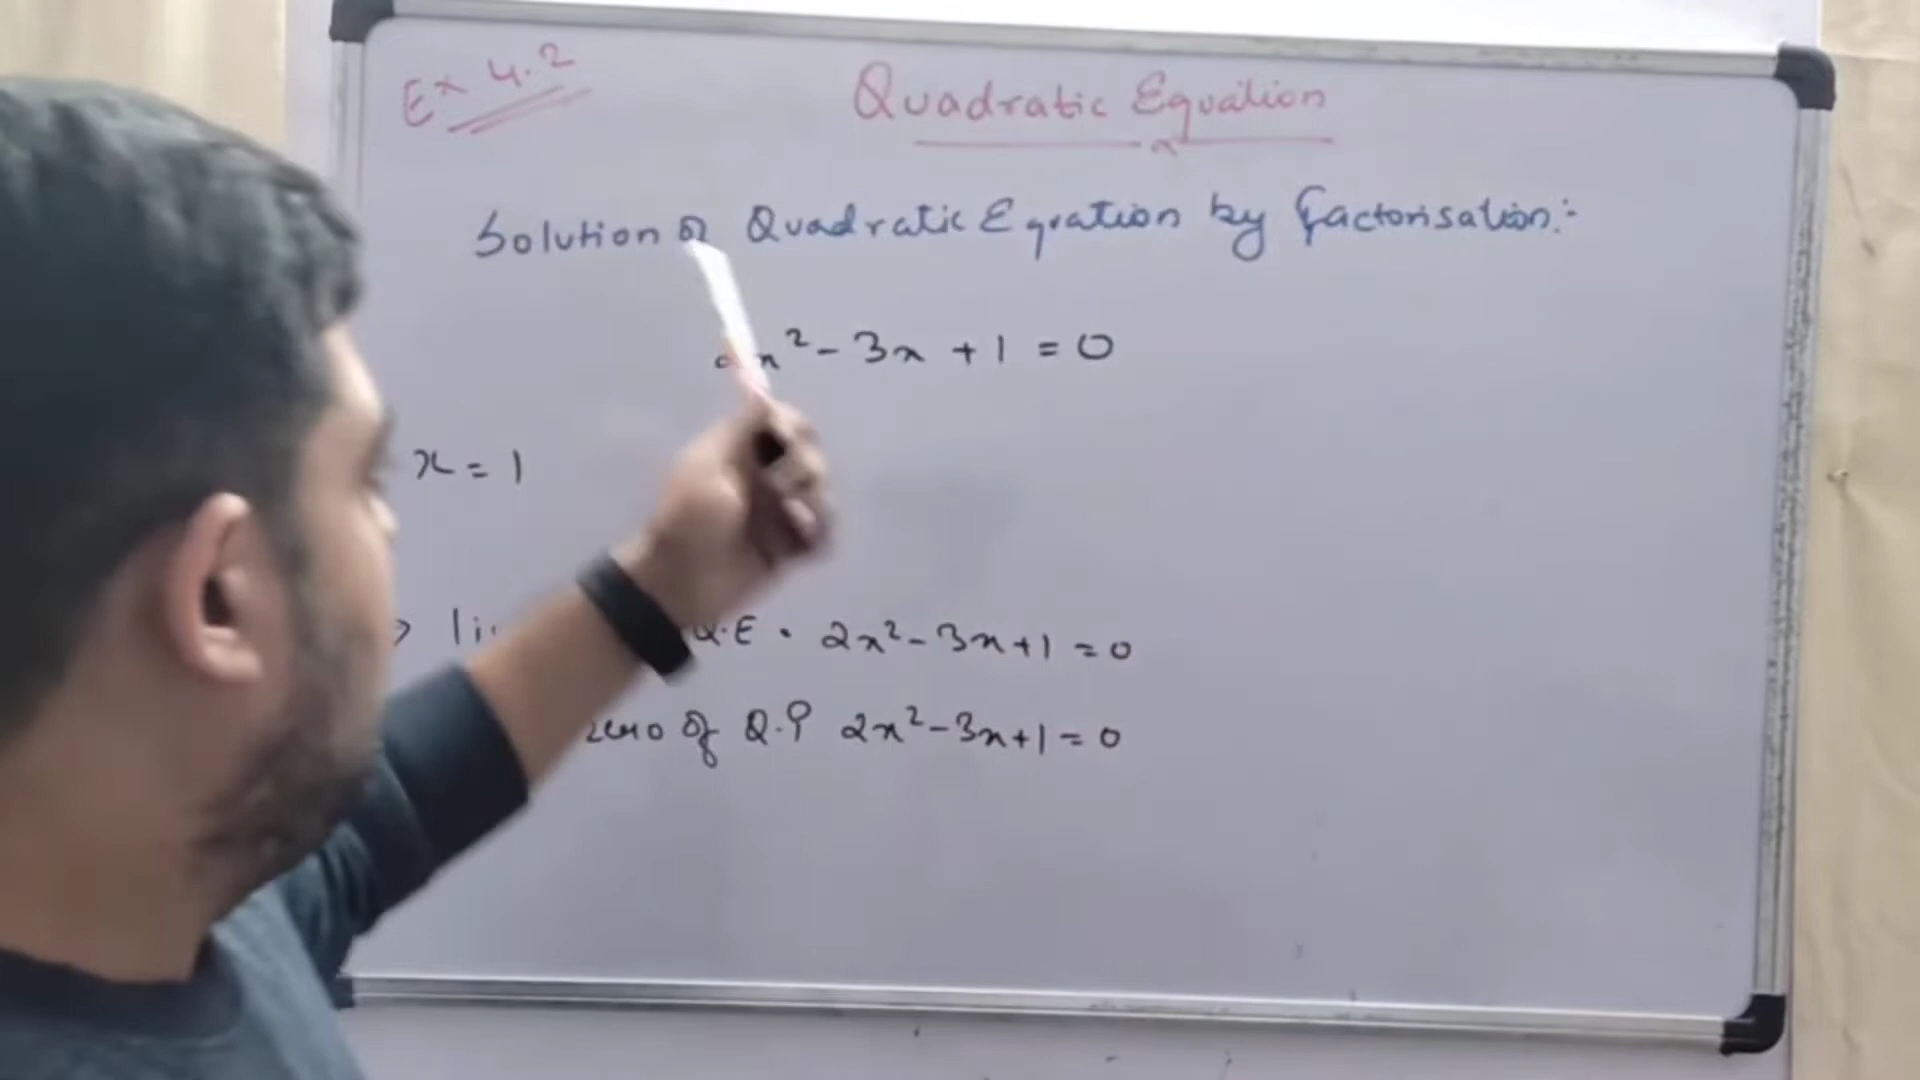 Ex 4.2
Quadratic Equation
Solution of Quadratic Eqration by factorisation:-
x² - 3x + 1 = 0
x = 1
Q.E. 2x² - 3x + 1 = 0
zero of Q.P 2x² - 3x + 1 = 0